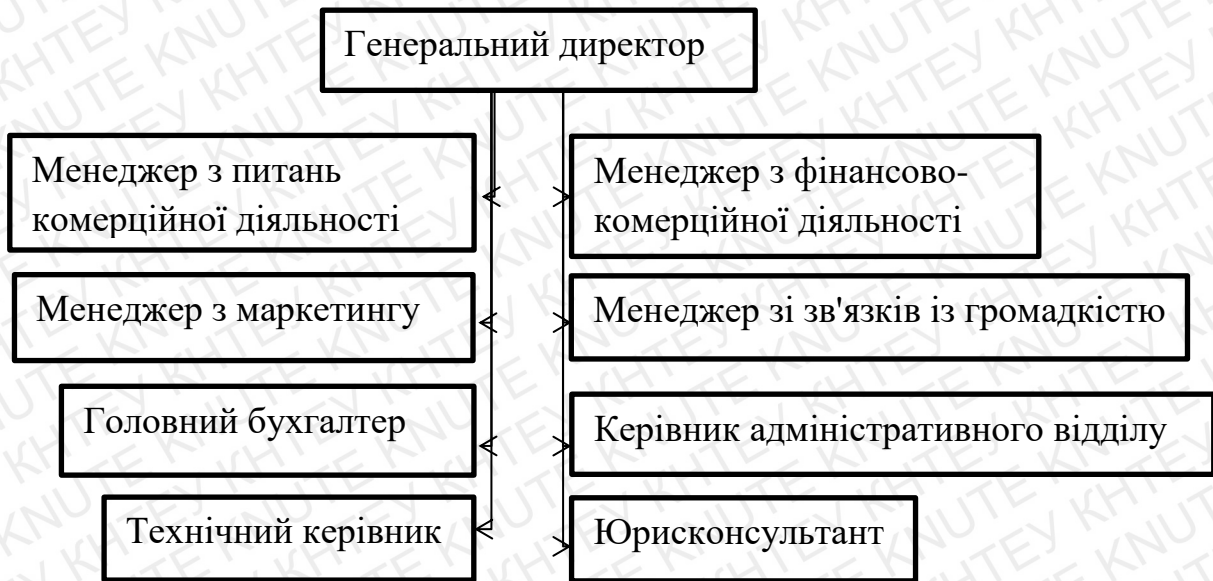 Генеральний директор
Менеджер з питань
комерційної діяльності
Менеджер з фінансово-
комерційної діяльності
Менеджер з маркетингу
Менеджер зі зв'язків із громадкістю
Головний бухгалтер
Керівник адміністративного відділу
Технічний керівник
Юрисконсультант